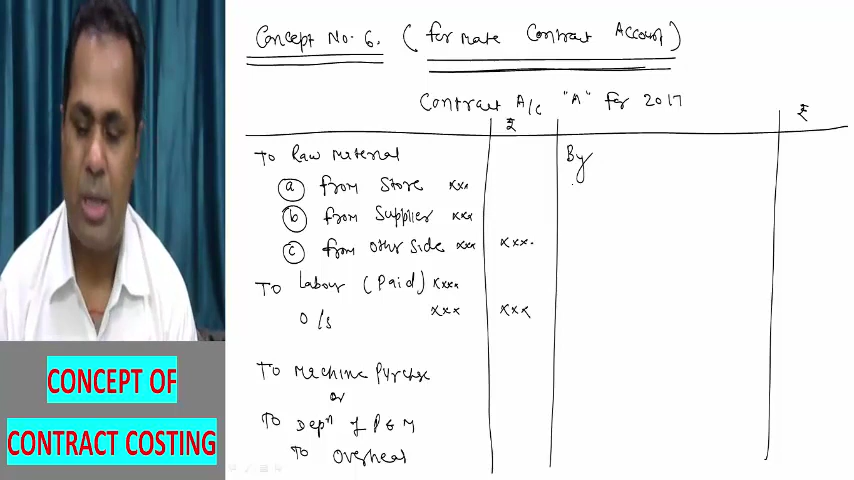 Concept No. 6. (for mate Contract Account)
Contract A/c "A" for 2017
₹
₹
To Raw Material
By
(a) from Store xxx
(b) from Supplier xxx
(c) from other side xxx xxx.
To Labour (Paid) xxxx
O/s xxx xxx
To Machine Purchase
or
To Depn of P & M
To Overhead
CONCEPT OF
CONTRACT COSTING